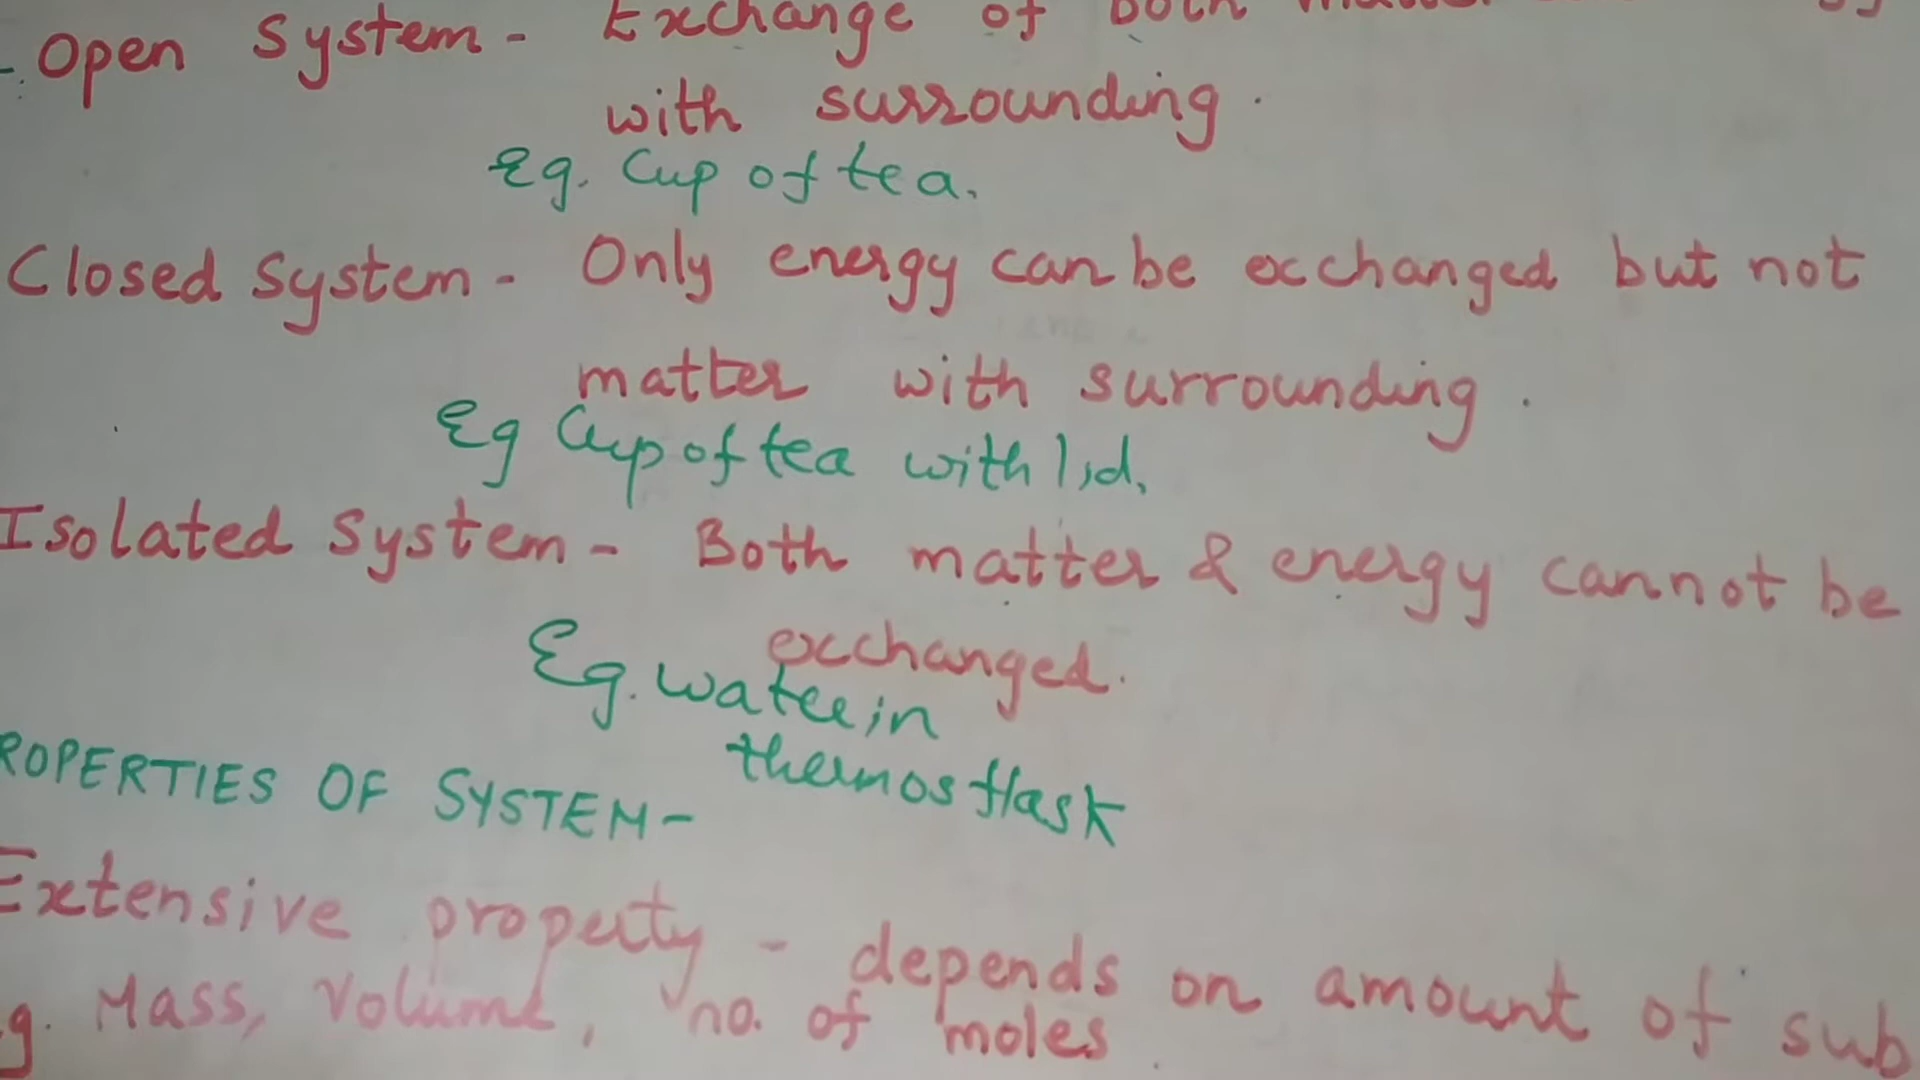 Open System - Exchange of both
with surrounding.
Eg. Cup of tea.
Closed System - Only energy can be exchanged but not
matter with surrounding.
Eg Cup of tea with lid.
Isolated System - Both matter & energy cannot be
exchanged.
Eg. water in
thermos flask
ROPERTIES OF SYSTEM-
Extensive property - depends on amount of sub
g. Mass, Volume, no. of moles